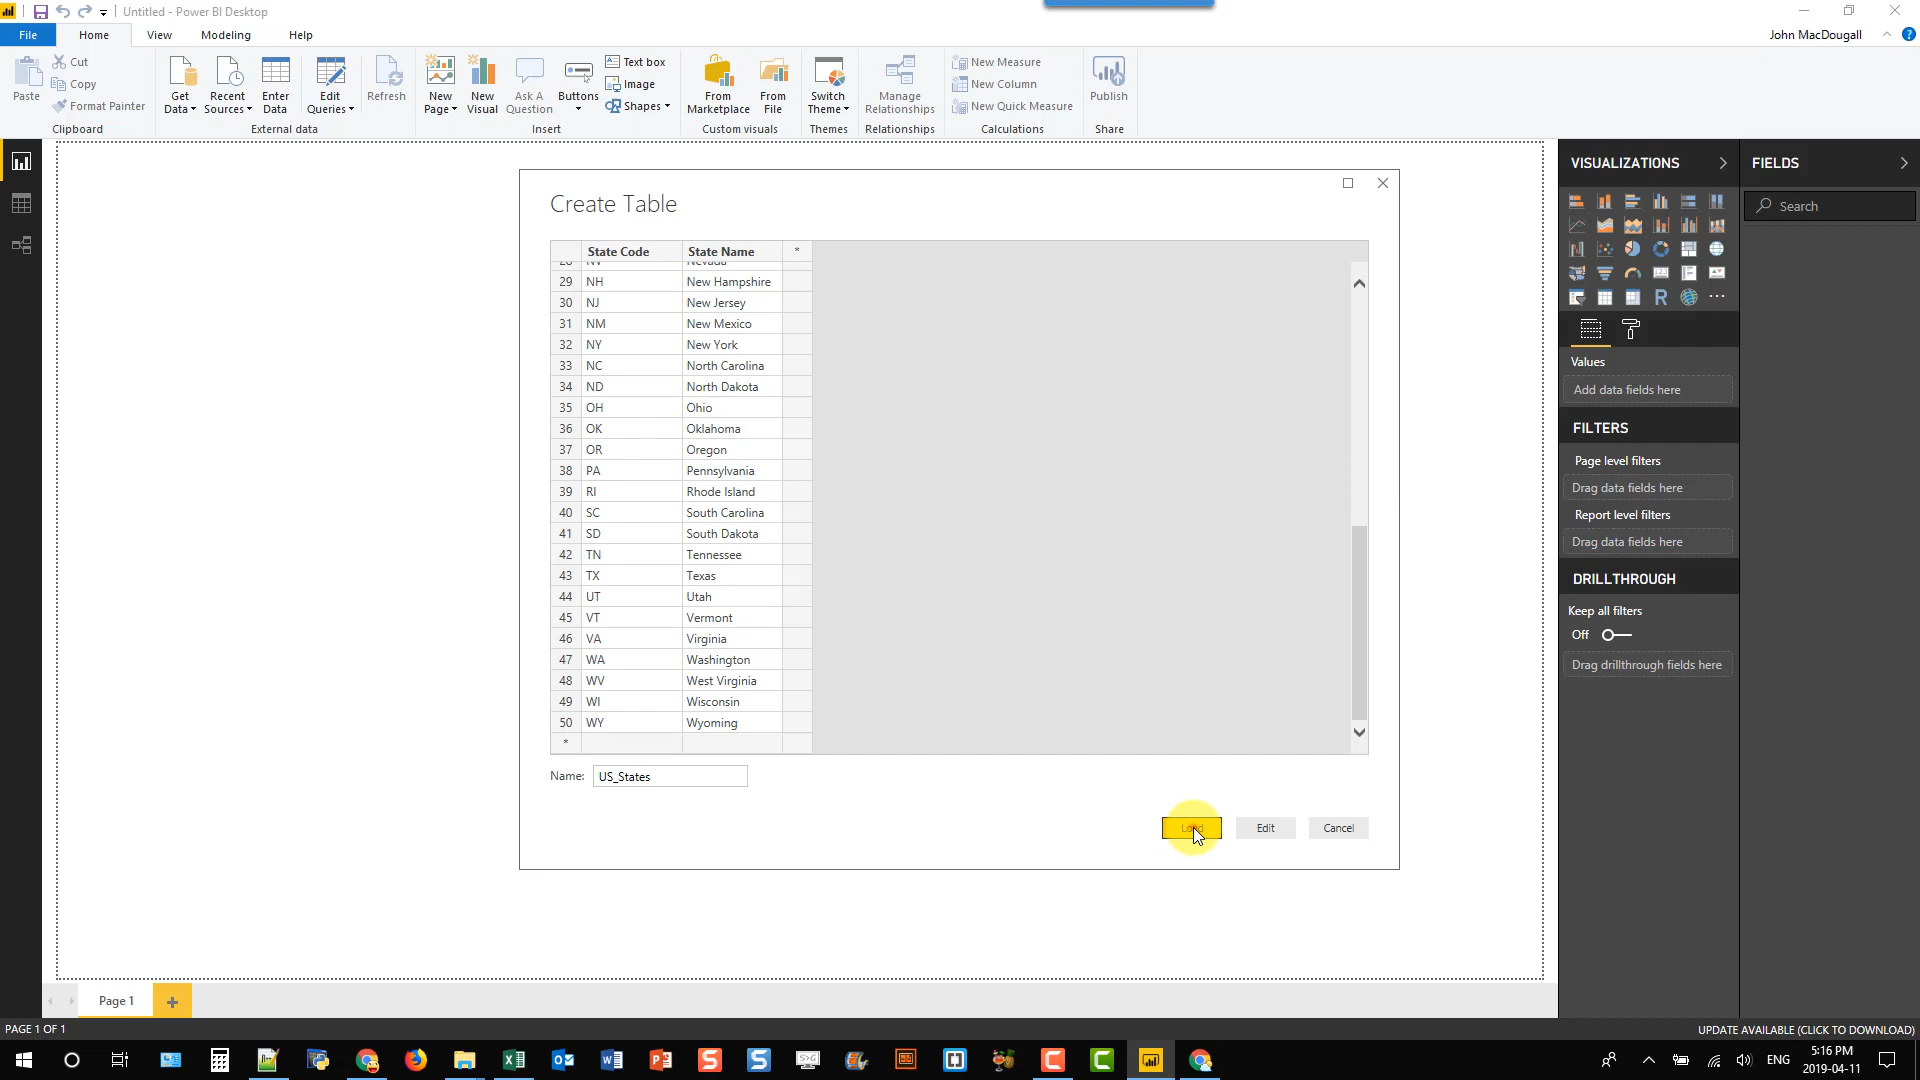 Untitled - Power BI Desktop
File Home View Modeling Help
John MacDougall
Paste
Cut
Copy
Format Painter
Clipboard
Get Data
Recent Sources
Enter Data
Edit Queries
Refresh
External data
New Page
New Visual
Ask A Question
Buttons
Text box
Image
Shapes
Insert
From Marketplace
From File
Custom visuals
Switch Theme
Themes
Manage Relationships
Relationships
New Measure
New Column
New Quick Measure
Calculations
Publish
Share
Create Table
State Code State Name *
28 NV Nevada
29 NH New Hampshire
30 NJ New Jersey
31 NM New Mexico
32 NY New York
33 NC North Carolina
34 ND North Dakota
35 OH Ohio
36 OK Oklahoma
37 OR Oregon
38 PA Pennsylvania
39 RI Rhode Island
40 SC South Carolina
41 SD South Dakota
42 TN Tennessee
43 TX Texas
44 UT Utah
45 VT Vermont
46 VA Virginia
47 WA Washington
48 WV West Virginia
49 WI Wisconsin
50 WY Wyoming
*
Name: US_States
Load Edit Cancel
VISUALIZATIONS
Values
Add data fields here
FILTERS
Page level filters
Drag data fields here
Report level filters
Drag data fields here
DRILLTHROUGH
Keep all filters
Off
Drag drillthrough fields here
FIELDS
Search
Page 1
PAGE 1 OF 1
UPDATE AVAILABLE (CLICK TO DOWNLOAD)
ENG
5:16 PM
2019-04-11